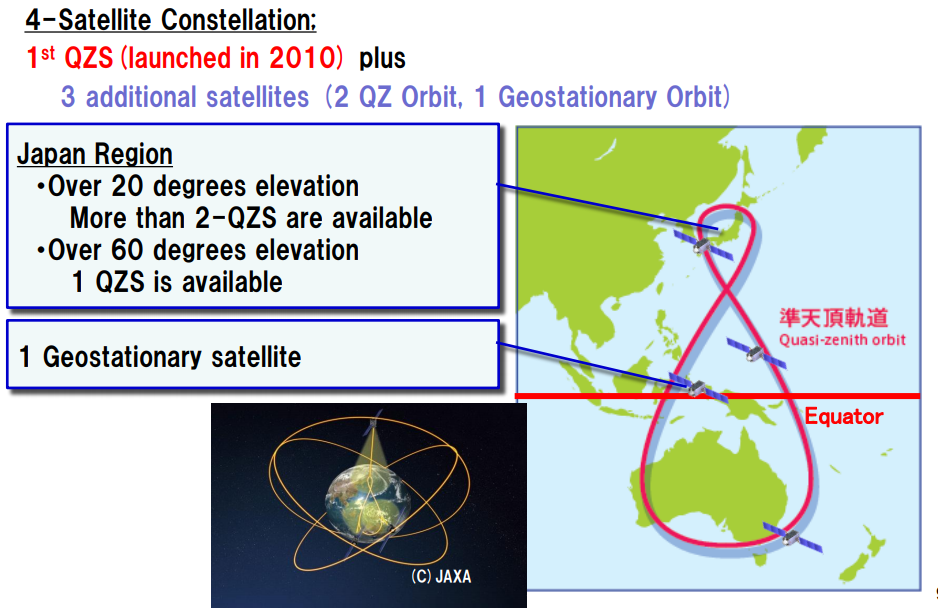 4-Satellite Constellation:
1st QZS (launched in 2010) plus
3 additional satellites (2 QZ Orbit, 1 Geostationary Orbit)
Japan Region
・Over 20 degrees elevation
More than 2-QZS are available
・Over 60 degrees elevation
1 QZS is available
1 Geostationary satellite
準天頂軌道
Quasi-zenith orbit
Equator
(C) JAXA